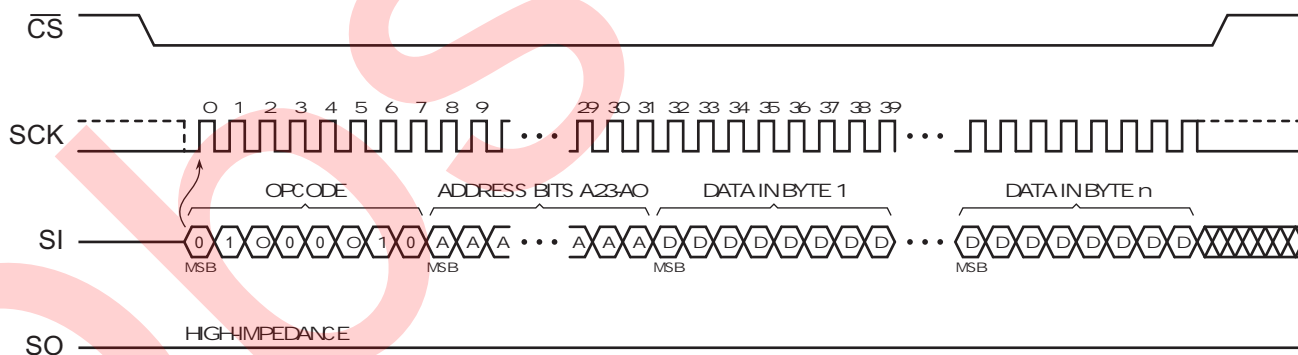 CS
SCK
0 1 2 3 4 5 6 7 8 9 29 30 31 32 33 34 35 36 37 38 39
OPCODE ADDRESS BITS A23-A0 DATA IN BYTE 1 DATA IN BYTE n
SI 0 1 0 0 0 0 1 0 A A A ••• A A A D D D D D D D D ••• D D D D D D D D
MSB MSB MSB MSB
HIGH-IMPEDANCE
SO